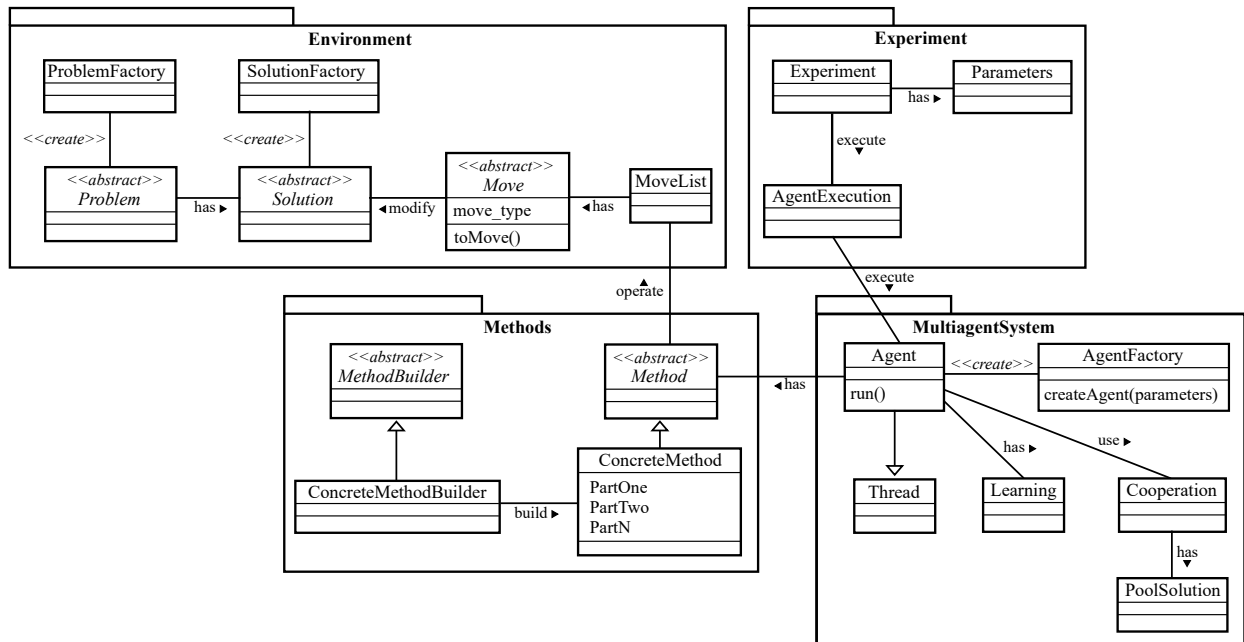 Environment
ProblemFactory
SolutionFactory
<<create>>
<<create>>
<<abstract>>
Problem
has ►
<<abstract>>
Solution
◄modify
<<abstract>>
Move
move_type
toMove()
◄has
MoveList
Experiment
Experiment
has ►
Parameters
execute
▼
AgentExecution
execute
▼
▲
operate
Methods
<<abstract>>
MethodBuilder
<<abstract>>
Method
ConcreteMethodBuilder
build ►
ConcreteMethod
PartOne
PartTwo
PartN
◄has
MultiagentSystem
Agent
run()
<<create>>
AgentFactory
createAgent(parameters)
has ►
use ►
Thread
Learning
Cooperation
has
▼
PoolSolution